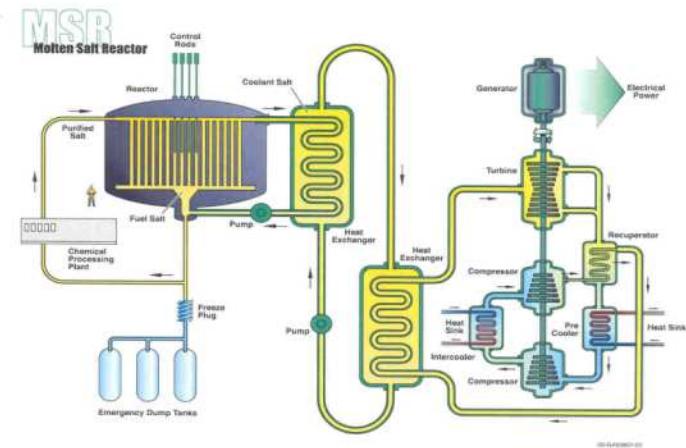 MSR
Molten Salt Reactor
Control
Rods
Reactor
Coolant Salt
Purified
Salt
Fuel Salt
Pump
Heat
Exchanger
Chemical
Processing
Plant
Freeze
Plug
Emergency Dump Tanks
Pump
Heat
Exchanger
Generator
Electrical
Power
Turbine
Recuperator
Compressor
Heat
Sink
Pre
Cooler
Heat Sink
Intercooler
Compressor